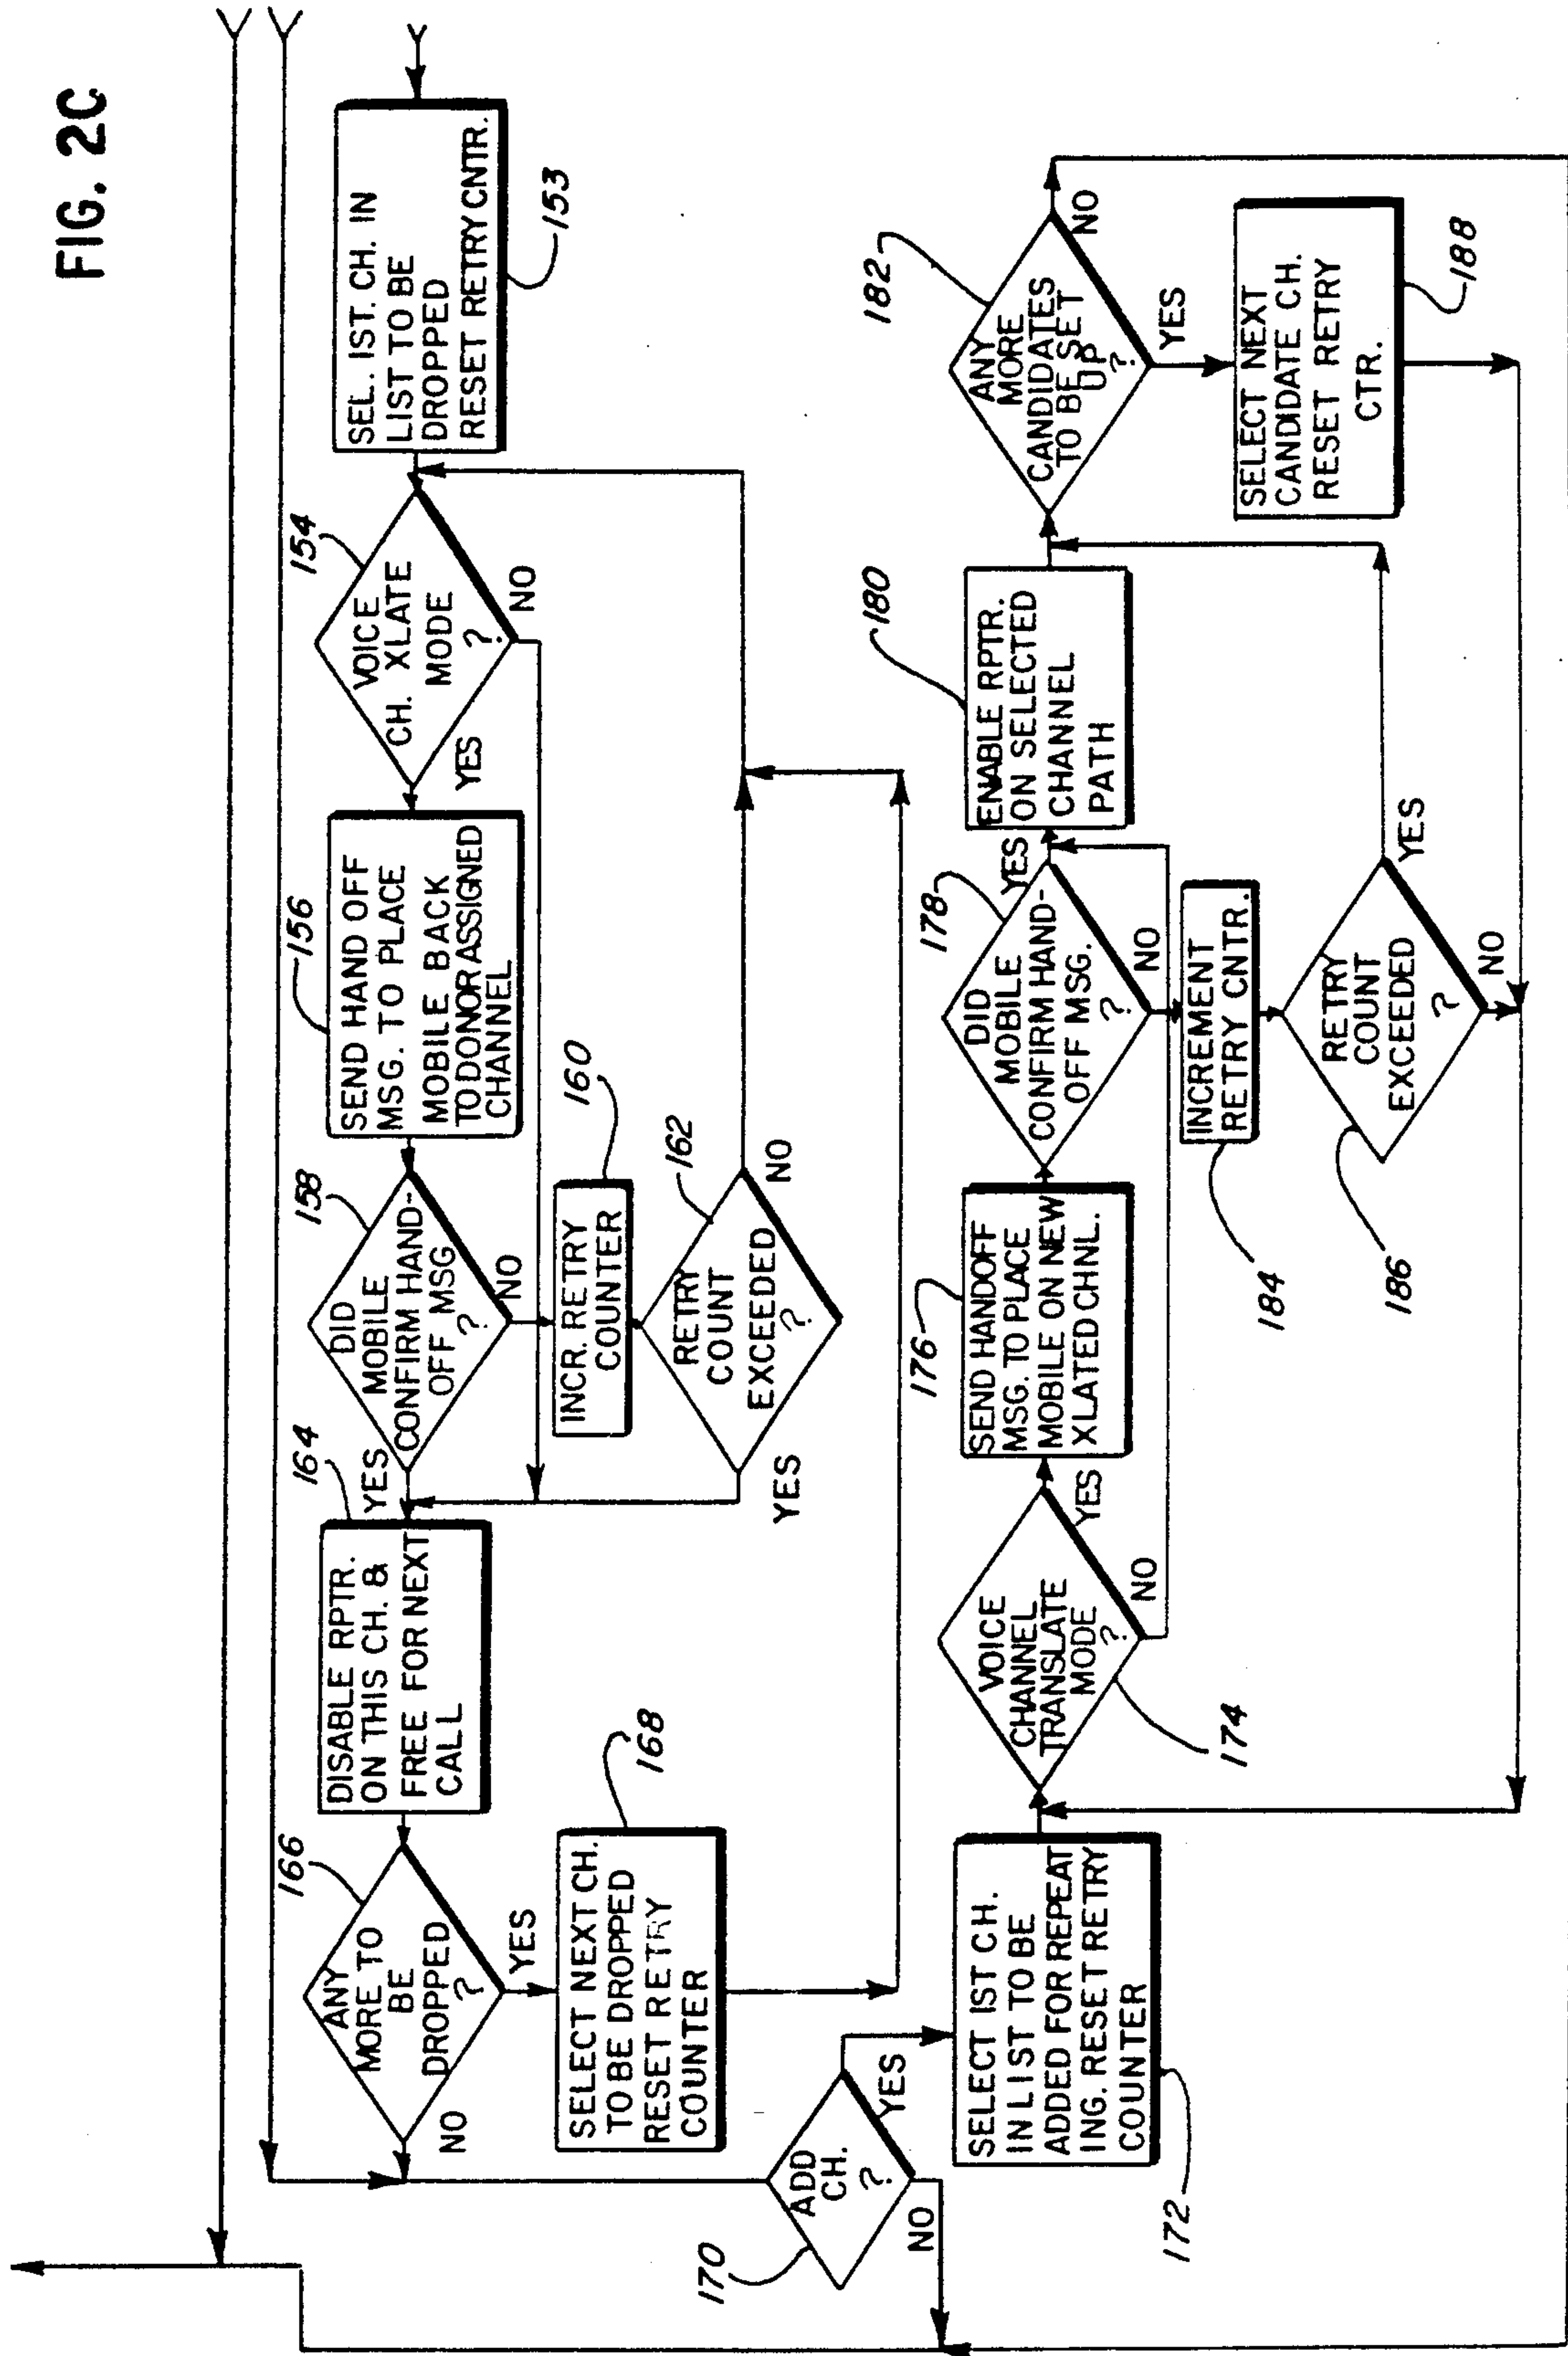 FIG. 2C
SEL. IST. CH. IN
LIST TO BE
DROPPED
RESET RETRY CNTR.
153
154
VOICE
CH. XLATE
MODE
?
NO
YES
156
SEND HAND OFF
MSG. TO PLACE
MOBILE BACK
TO DONOR ASSIGNED
CHANNEL
158
DID
MOBILE
CONFIRM HAND-
OFF MSG
?
NO
YES
160
INCR. RETRY
COUNTER
162
RETRY
COUNT
EXCEEDED
?
NO
YES
164
DISABLE RPTR.
ON THIS CH. &
FREE FOR NEXT
CALL
166
ANY
MORE TO
BE
DROPPED
?
YES
NO
168
SELECT NEXT CH.
TO BE DROPPED
RESET RETRY
COUNTER
170
ADD
CH.
?
YES
NO
172
SELECT IST CH.
IN LIST TO BE
ADDED FOR REPEAT
ING. RESET RETRY
COUNTER
174
VOICE
CHANNEL
TRANSLATE
MODE
?
YES
NO
176
SEND HANDOFF
MSG. TO PLACE
MOBILE ON NEW
XLATED CHNL.
178
DID
MOBILE
CONFIRM HAND-
OFF MSG.
?
YES
NO
180
ENABLE RPTR.
ON SELECTED
CHANNEL
PATH
182
ANY
MORE
CANDIDATES
TO BE SET
UP
?
NO
YES
184
INCREMENT
RETRY CNTR.
186
RETRY
COUNT
EXCEEDED
?
YES
NO
188
SELECT NEXT
CANDIDATE CH.
RESET RETRY
CTR.